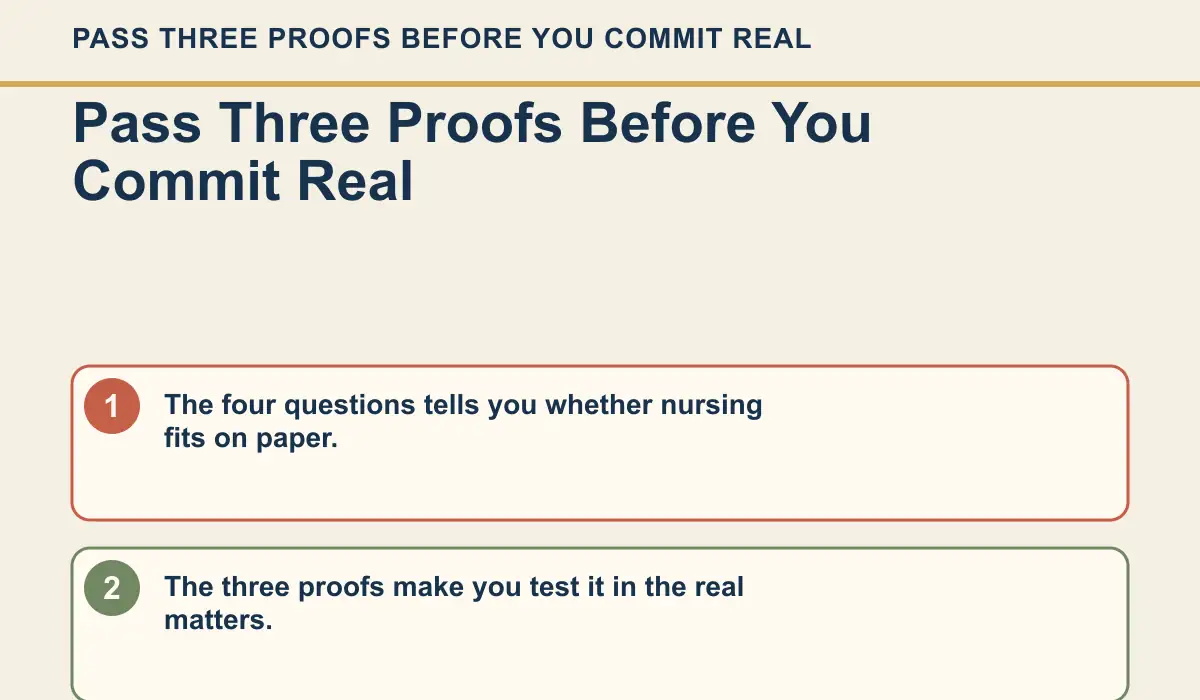 PASS THREE PROOFS BEFORE YOU COMMIT REAL
Pass Three Proofs Before You
Commit Real
1
The four questions tells you whether nursing
fits on paper.
2
The three proofs make you test it in the real
matters.